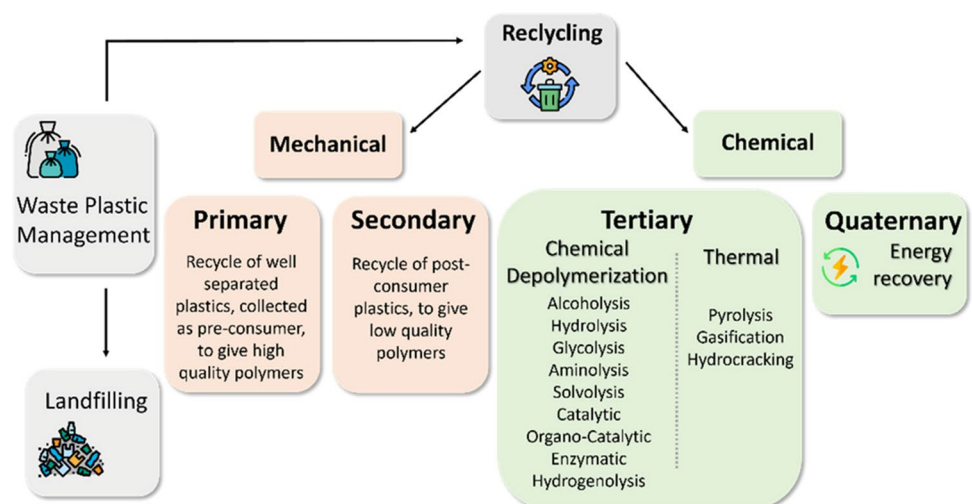 Reclycing
Mechanical
Chemical
Waste Plastic
Management
Landfilling
Primary
Recycle of well
separated
plastics, collected
as pre-consumer,
to give high
quality polymers
Secondary
Recycle of post-
consumer
plastics, to give
low quality
polymers
Tertiary
Chemical
Depolymerization
Alcoholysis
Hydrolysis
Glycolysis
Aminolysis
Solvolysis
Catalytic
Organo-Catalytic
Enzymatic
Hydrogenolysis
Thermal
Pyrolysis
Gasification
Hydrocracking
Quaternary
Energy
recovery